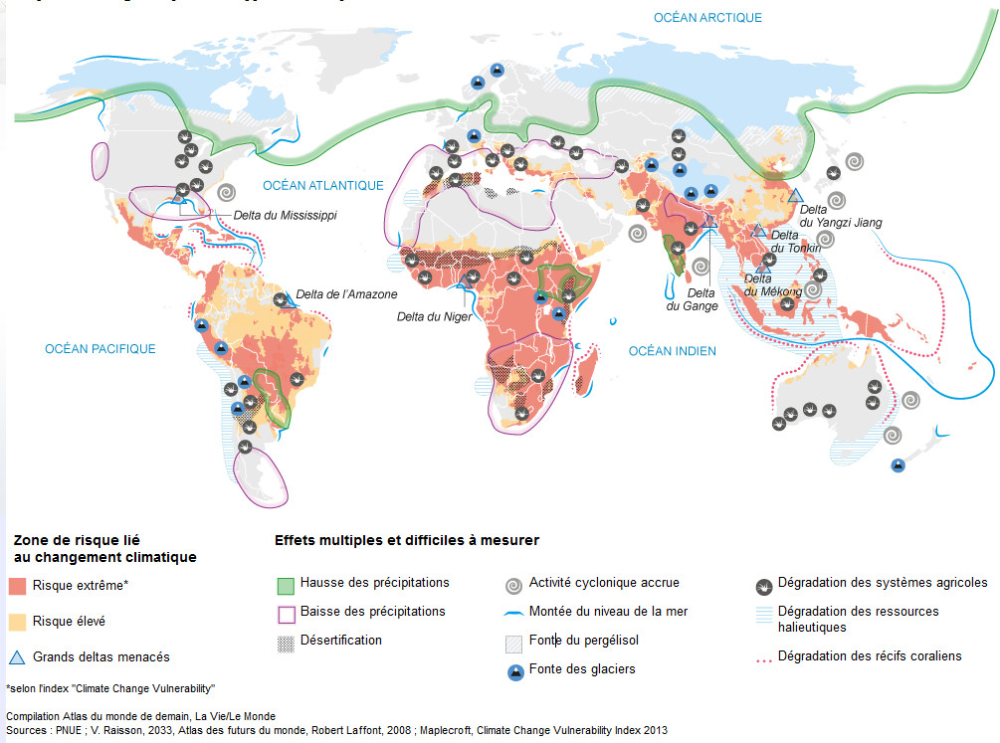 OCÉAN ARCTIQUE
OCÉAN ATLANTIQUE
Delta du Mississippi
Delta
du Yangzi Jiang
Delta
du Tonkin
Delta de l'Amazone
Delta
du Mékong
Delta
du Gange
Delta du Niger
OCÉAN PACIFIQUE
OCÉAN INDIEN
Zone de risque lié
au changement climatique
Risque extrême*
Risque élevé
Grands deltas menacés
*selon l'index "Climate Change Vulnerability"
Effets multiples et difficiles à mesurer
Hausse des précipitations
Baisse des précipitations
Désertification
Activité cyclonique accrue
Montée du niveau de la mer
Fonte du pergélisol
Fonte des glaciers
Dégradation des systèmes agricoles
Dégradation des ressources
halieutiques
Dégradation des récifs coraliens
Compilation Atlas du monde de demain, La Vie/Le Monde
Sources : PNUE ; V. Raisson, 2033, Atlas des futurs du monde, Robert Laffont, 2008 ; Maplecroft, Climate Change Vulnerability Index 2013